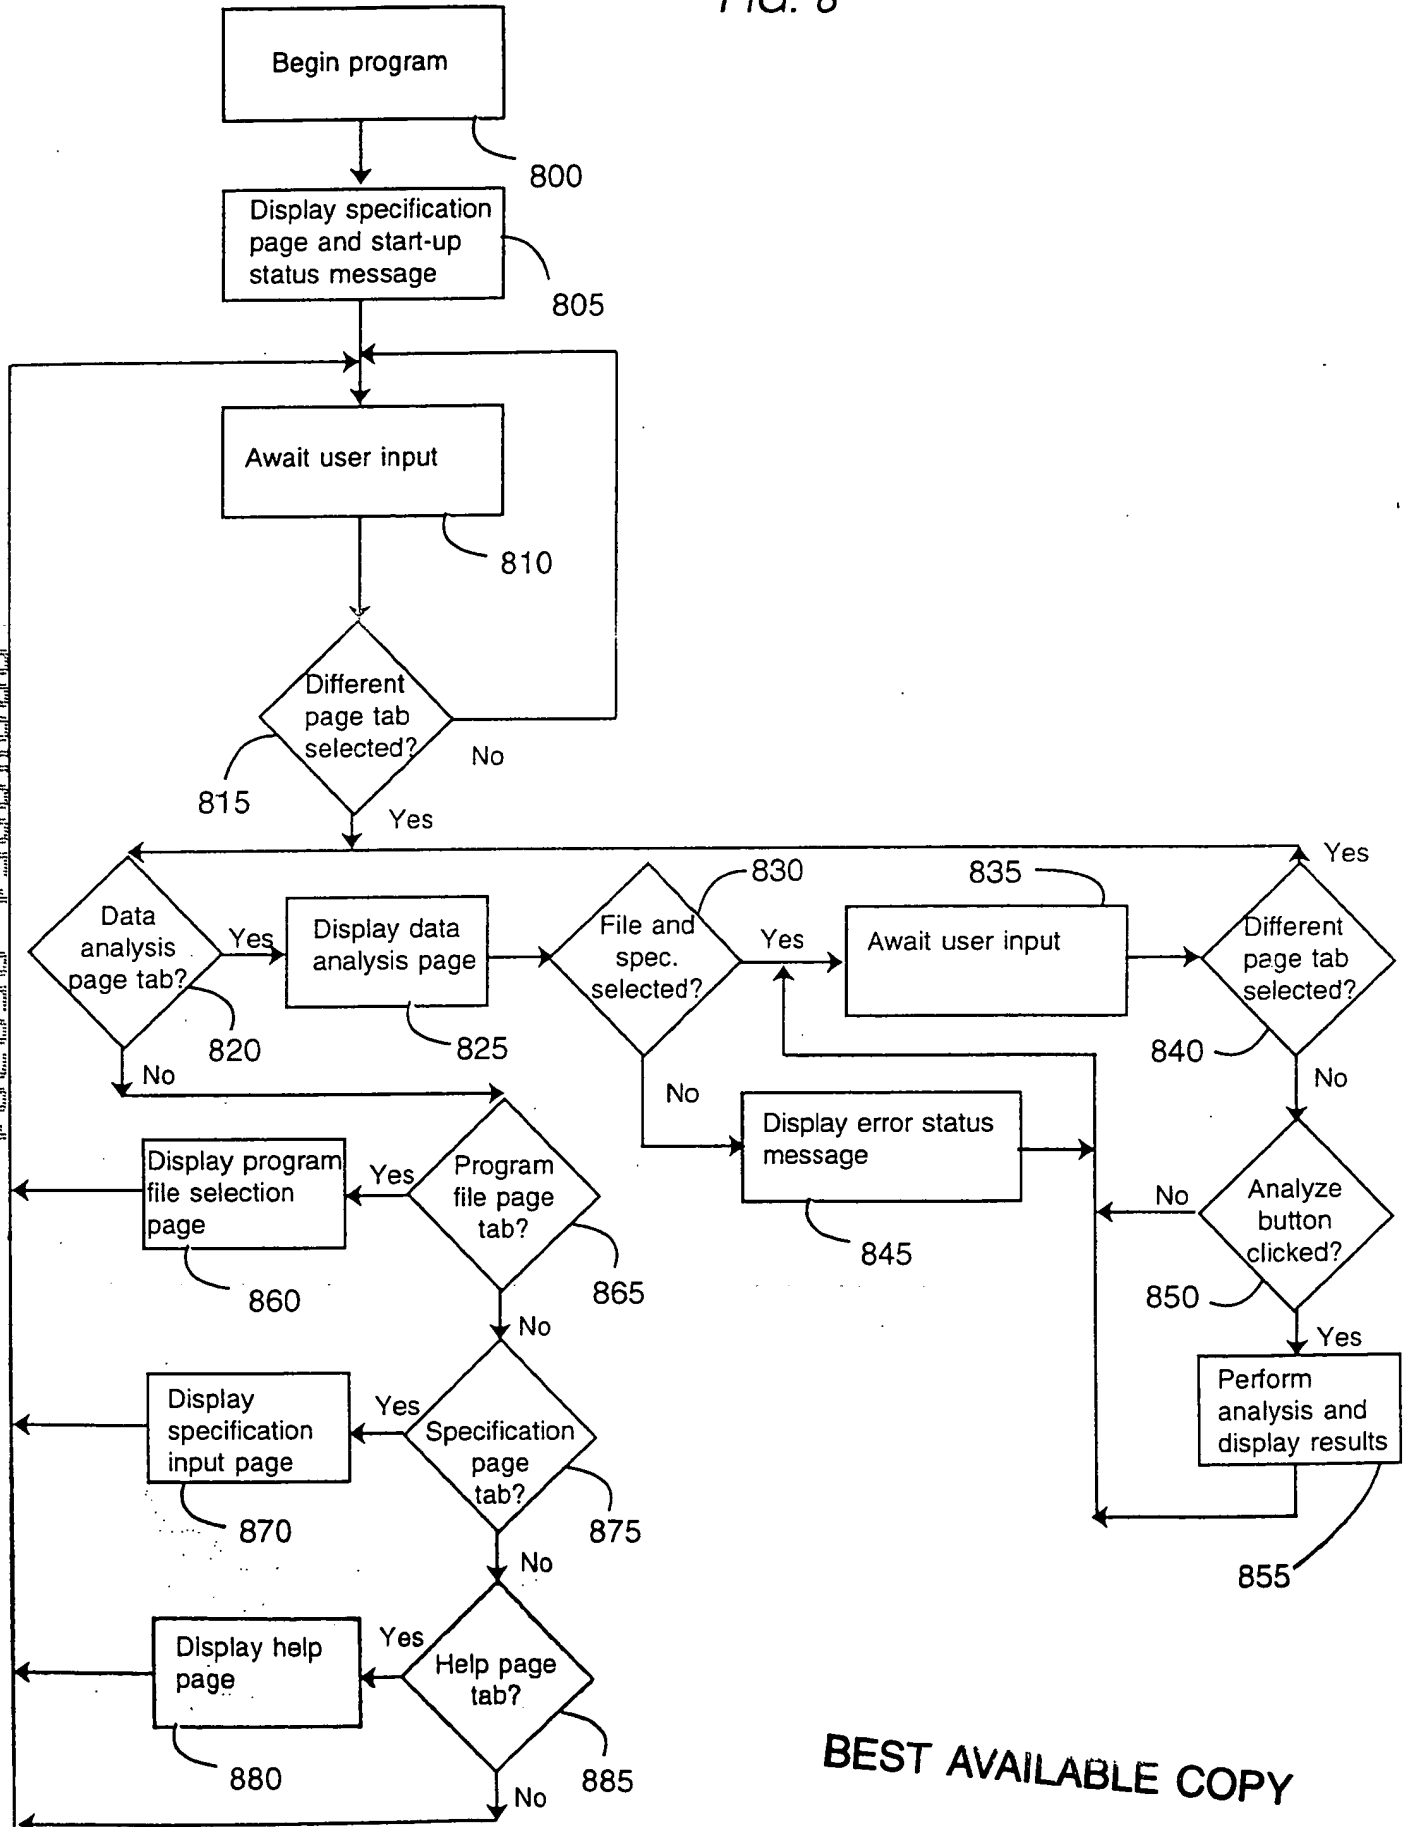 FIG. 8
Begin program
800
Display specification
page and start-up
status message
805
Await user input
810
Different
page tab
selected?
No
815
Yes
Data
analysis
page tab?
Yes
820
No
Display data
analysis page
825
File and
spec.
selected?
830
Yes
No
835
Await user input
Different
page tab
selected?
Yes
840
No
Display error status
message
845
Analyze
button
clicked?
No
850
Yes
Perform
analysis and
display results
855
Program
file page
tab?
Yes
865
No
Display program
file selection
page
860
Specification
page
tab?
Yes
875
No
Display
specification
input page
870
Help page
tab?
Yes
885
No
Display help
page
880
BEST AVAILABLE COPY